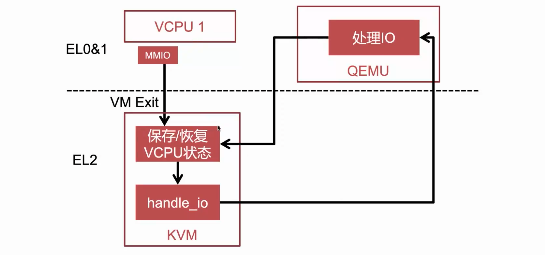 VCPU 1
MMIO
处理IO
QEMU
EL0&1
VM Exit
保存/恢复
VCPU状态
EL2
handle_io
KVM